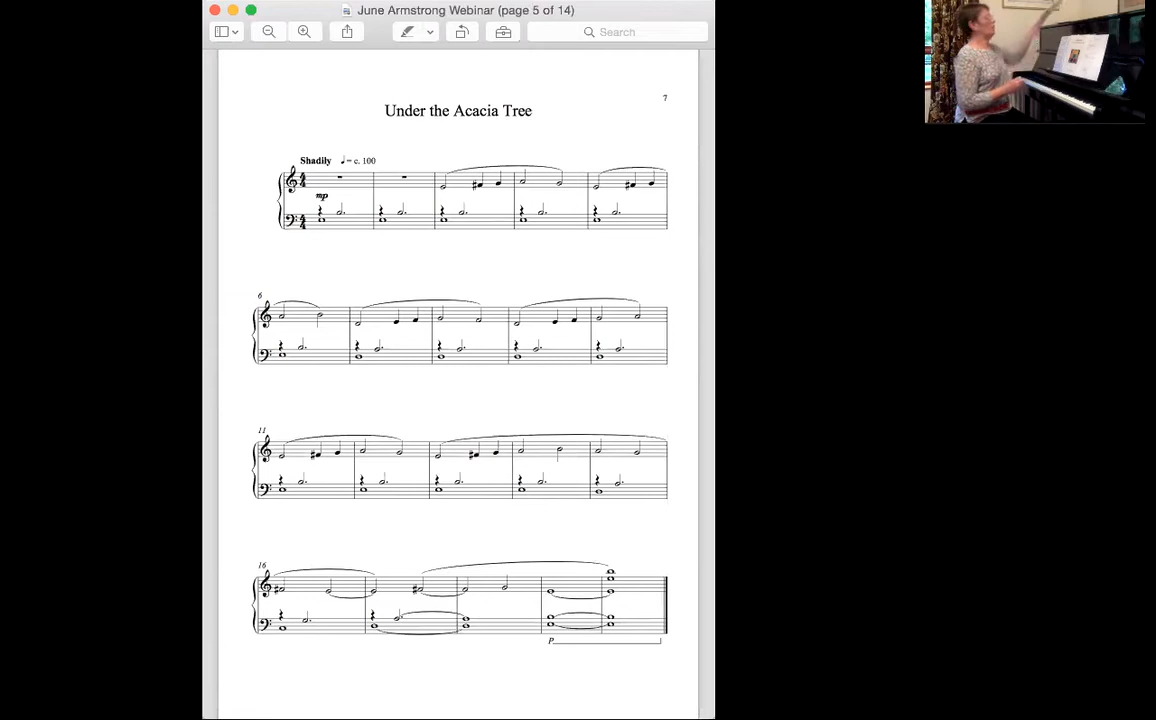 June Armstrong Webinar (page 5 of 14)
Search
7
Under the Acacia Tree
Shadily ♩= c. 100
mp
6
11
16
P